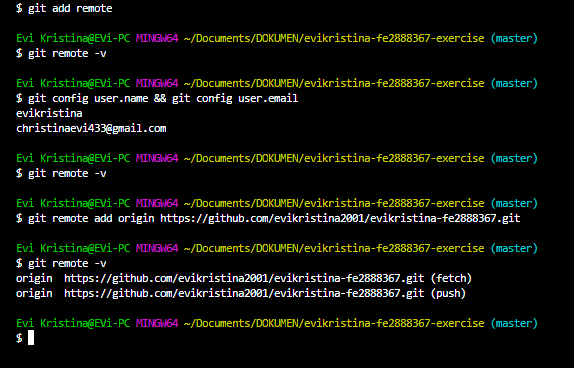 $ git add remote
Evi Kristina@EVi-PC MINGW64 ~/Documents/DOKUMEN/evikristina-fe2888367-exercise (master)
$ git remote -v
Evi Kristina@EVi-PC MINGW64 ~/Documents/DOKUMEN/evikristina-fe2888367-exercise (master)
$ git config user.name && git config user.email
evikristina
christinaevi433@gmail.com
Evi Kristina@EVi-PC MINGW64 ~/Documents/DOKUMEN/evikristina-fe2888367-exercise (master)
$ git remote -v
Evi Kristina@EVi-PC MINGW64 ~/Documents/DOKUMEN/evikristina-fe2888367-exercise (master)
$ git remote add origin https://github.com/evikristina2001/evikristina-fe2888367.git
Evi Kristina@EVi-PC MINGW64 ~/Documents/DOKUMEN/evikristina-fe2888367-exercise (master)
$ git remote -v
origin  https://github.com/evikristina2001/evikristina-fe2888367.git (fetch)
origin  https://github.com/evikristina2001/evikristina-fe2888367.git (push)
Evi Kristina@EVi-PC MINGW64 ~/Documents/DOKUMEN/evikristina-fe2888367-exercise (master)
$